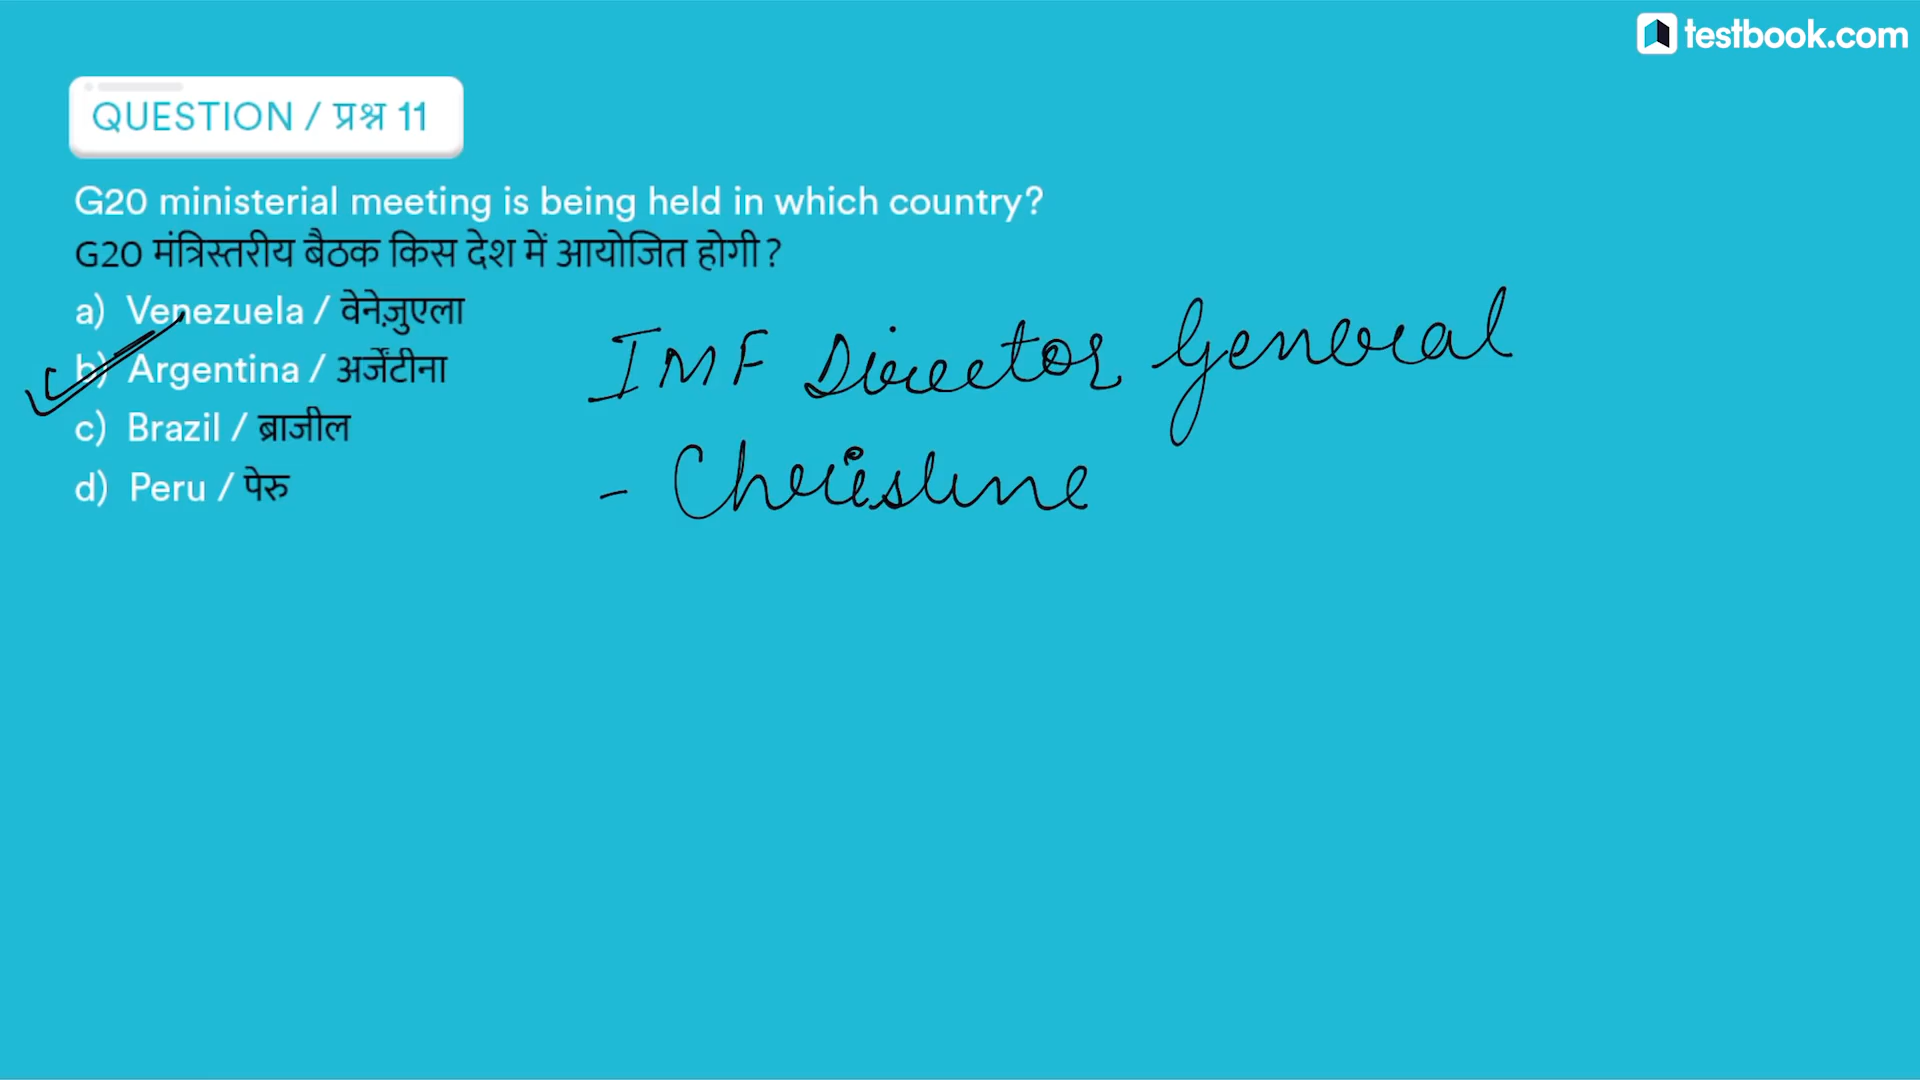 testbook.com
QUESTION / प्रश्न 11
G20 ministerial meeting is being held in which country?
G20 मंत्रिस्तरीय बैठक किस देश में आयोजित होगी?
a) Venezuela / वेनेज़ुएला
b) Argentina / अर्जेंटीना
c) Brazil / ब्राजील
d) Peru / पेरु
IMF Director General
- Christine